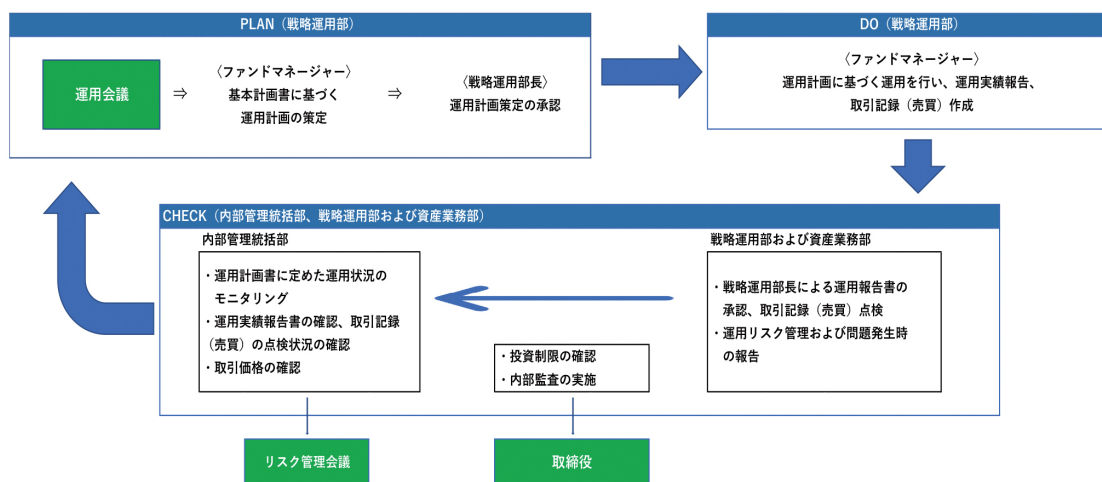 PLAN（戦略運用部）
運用会議
⇒
〈ファンドマネージャー〉
基本計画書に基づく
運用計画の策定
⇒
〈戦略運用部長〉
運用計画策定の承認
DO（戦略運用部）
〈ファンドマネージャー〉
運用計画に基づく運用を行い、運用実績報告、
取引記録（売買）作成
CHECK（内部管理統括部、戦略運用部および資産業務部）
内部管理統括部
・運用計画書に定めた運用状況の
モニタリング
・運用実績報告書の確認、取引記録
（売買）の点検状況の確認
・取引価格の確認
・投資制限の確認
・内部監査の実施
戦略運用部および資産業務部
・戦略運用部長による運用報告書の
承認、取引記録（売買）点検
・運用リスク管理および問題発生時
の報告
リスク管理会議
取締役